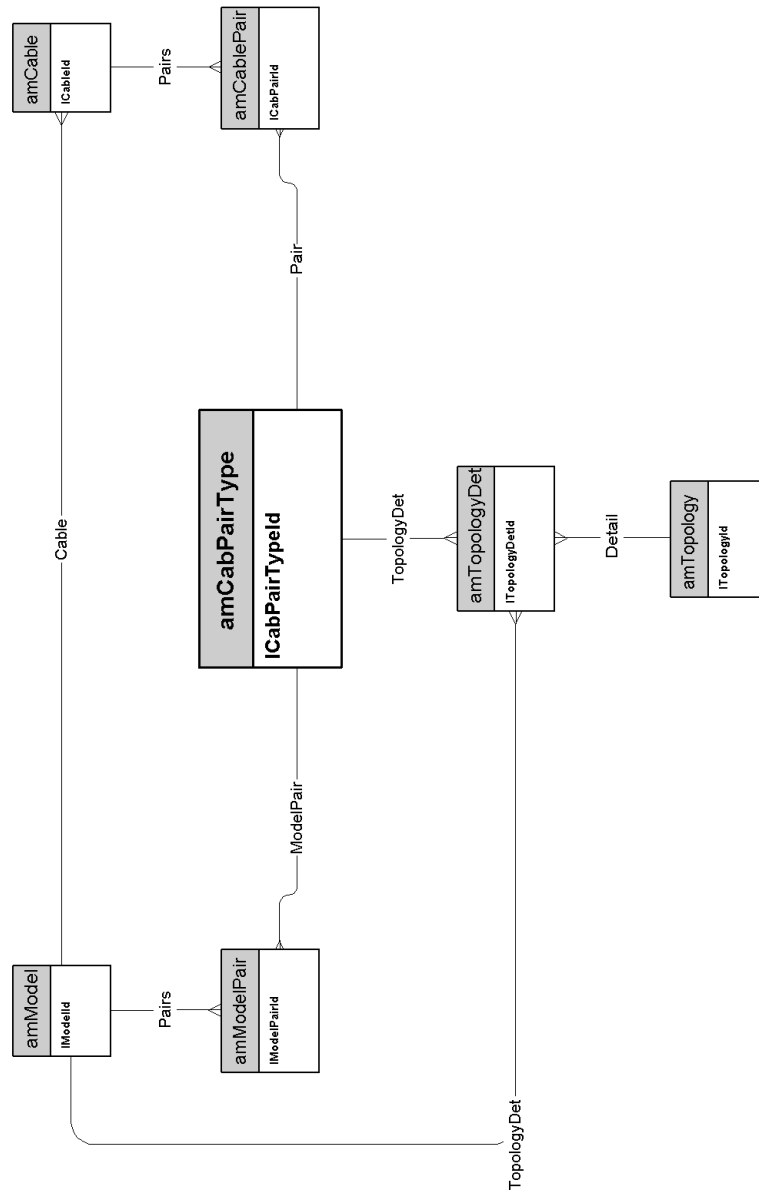 amModel
lModelId
Cable
amCable
lCableId
Pairs
Pairs
amModelPair
lModelPairId
ModelPair
amCabPairType
lCabPairTypeId
Pair
amCablePair
lCabPairId
TopologyDet
amTopologyDet
lTopologyDetId
TopologyDet
Detail
amTopology
lTopologyId